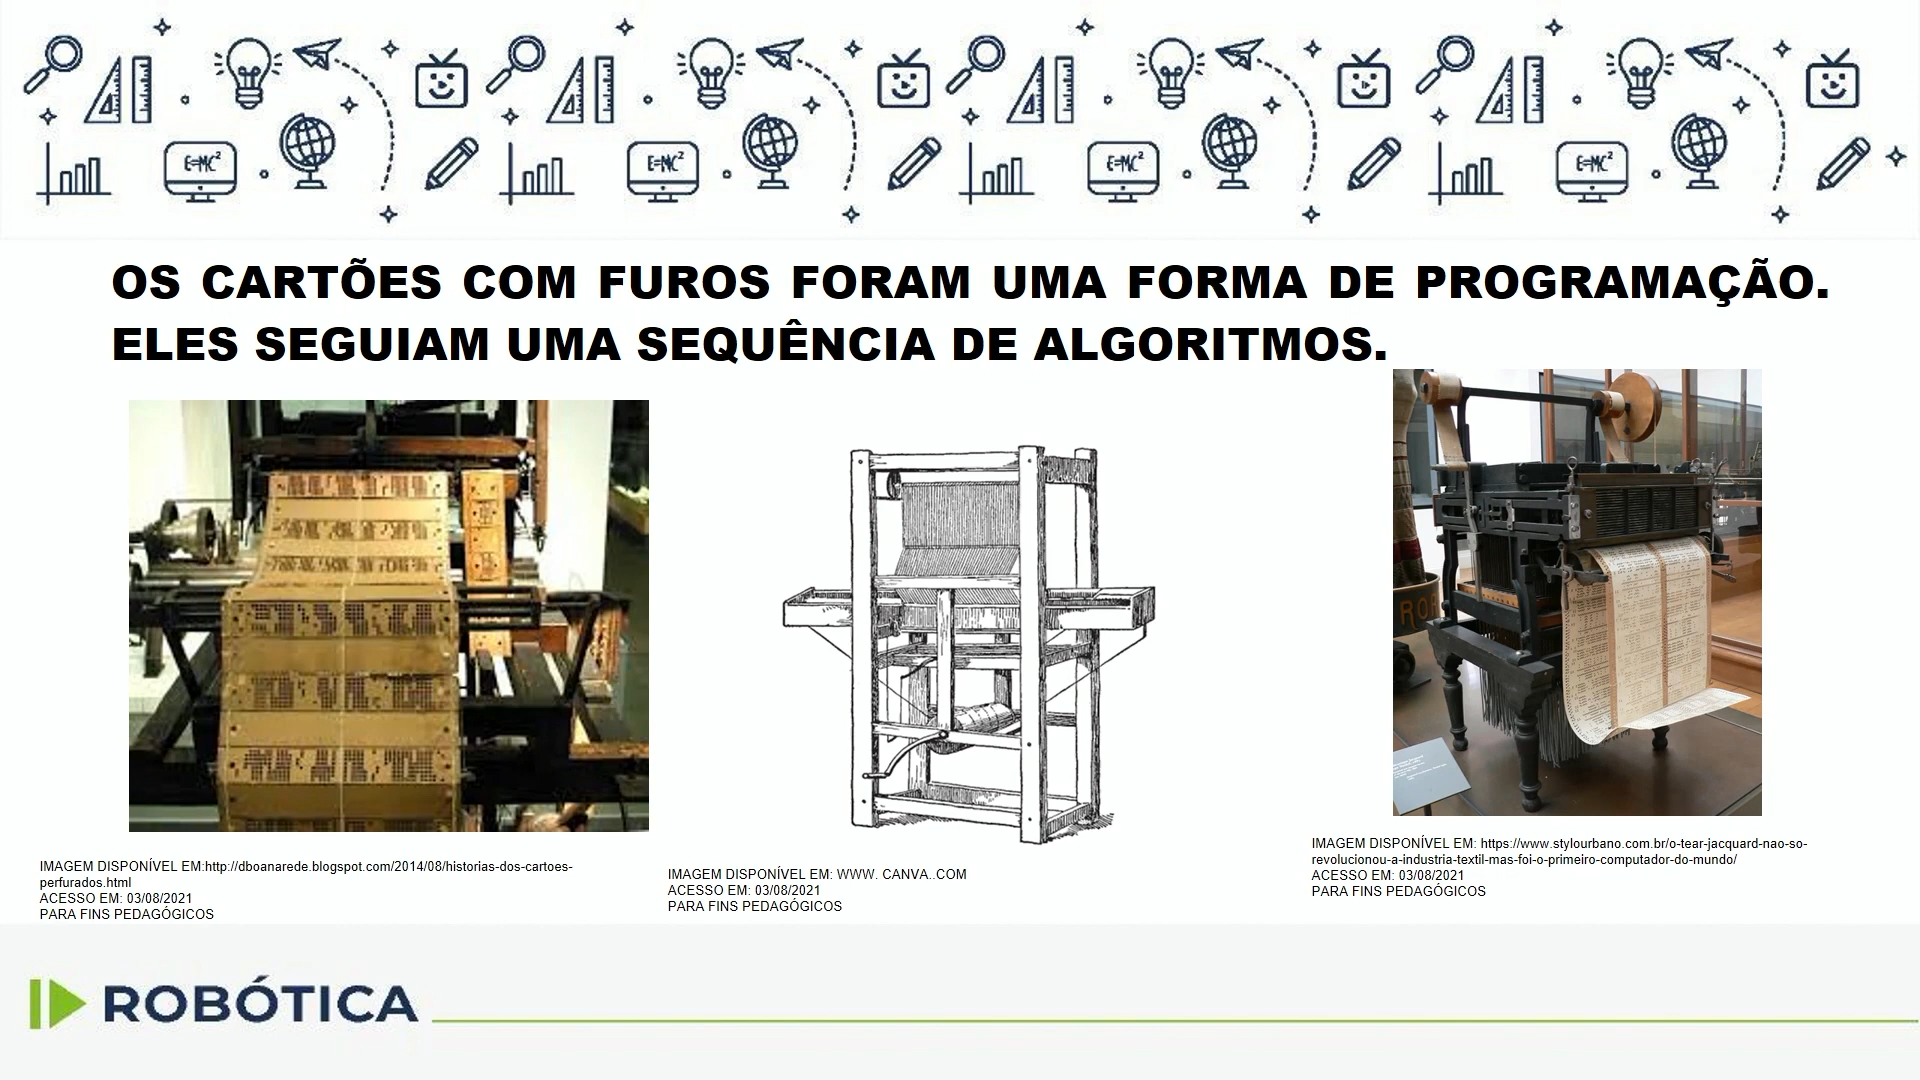 E=MC²
E=MC²
E=MC²
E=MC²
OS CARTÕES COM FUROS FORAM UMA FORMA DE PROGRAMAÇÃO.
ELES SEGUIAM UMA SEQUÊNCIA DE ALGORITMOS.
ROR
IMAGEM DISPONÍVEL EM:http://dboanarede.blogspot.com/2014/08/historias-dos-cartoes-
perfurados.html
ACESSO EM: 03/08/2021
PARA FINS PEDAGÓGICOS
IMAGEM DISPONÍVEL EM: WWW. CANVA..COM
ACESSO EM: 03/08/2021
PARA FINS PEDAGÓGICOS
IMAGEM DISPONÍVEL EM: https://www.stylourbano.com.br/o-tear-jacquard-nao-so-
revolucionou-a-industria-textil-mas-foi-o-primeiro-computador-do-mundo/
ACESSO EM: 03/08/2021
PARA FINS PEDAGÓGICOS
ROBÓTICA